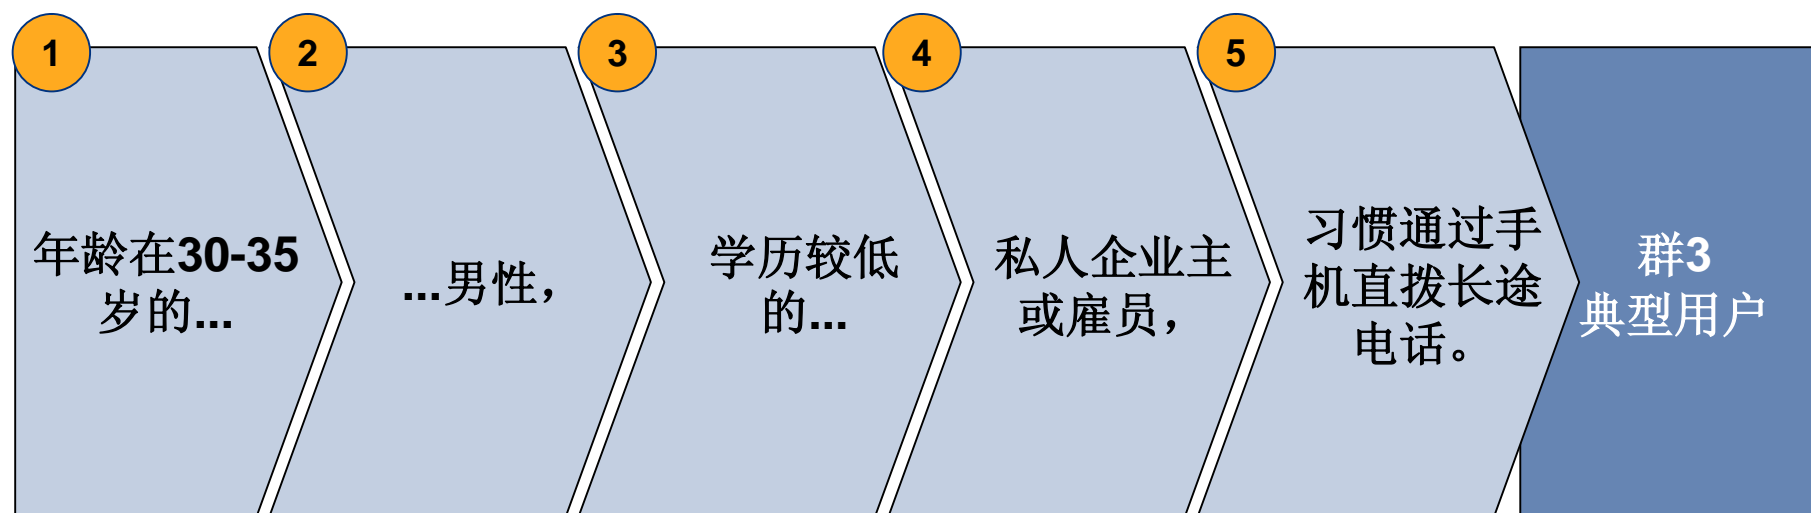 1
年龄在30-35
岁的...
2
...男性，
3
学历较低
的...
4
私人企业主
或雇员，
5
习惯通过手
机直拨长途
电话。
群3
典型用户